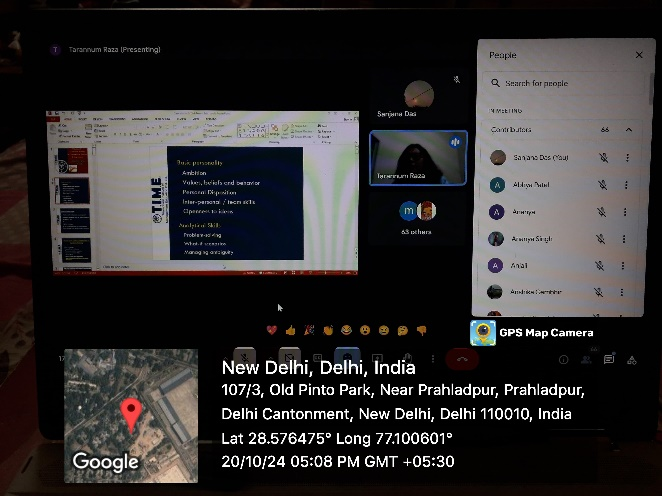 T Tarannum Raza (Presenting)
People
Search for people
IN MEETING
Contributors 66
Sanjana Das (You)
A Abhya Patel
A Ananya
Ananya Singh
A Anjali
Anshika Gambhir
Sanjana Das
Tarannum Raza
m
63 others
T.I.M.E.
Basic personality
Ambition
Values, beliefs and behavior
Personal Disposition
Inter-personal / team skills
Openness to ideas
Analytical Skills
Problem-solving
What-if scenarios
Managing ambiguity
GPS Map Camera
New Delhi, Delhi, India
107/3, Old Pinto Park, Near Prahladpur, Prahladpur,
Delhi Cantonment, New Delhi, Delhi 110010, India
Lat 28.576475° Long 77.100601°
20/10/24 05:08 PM GMT +05:30
Google